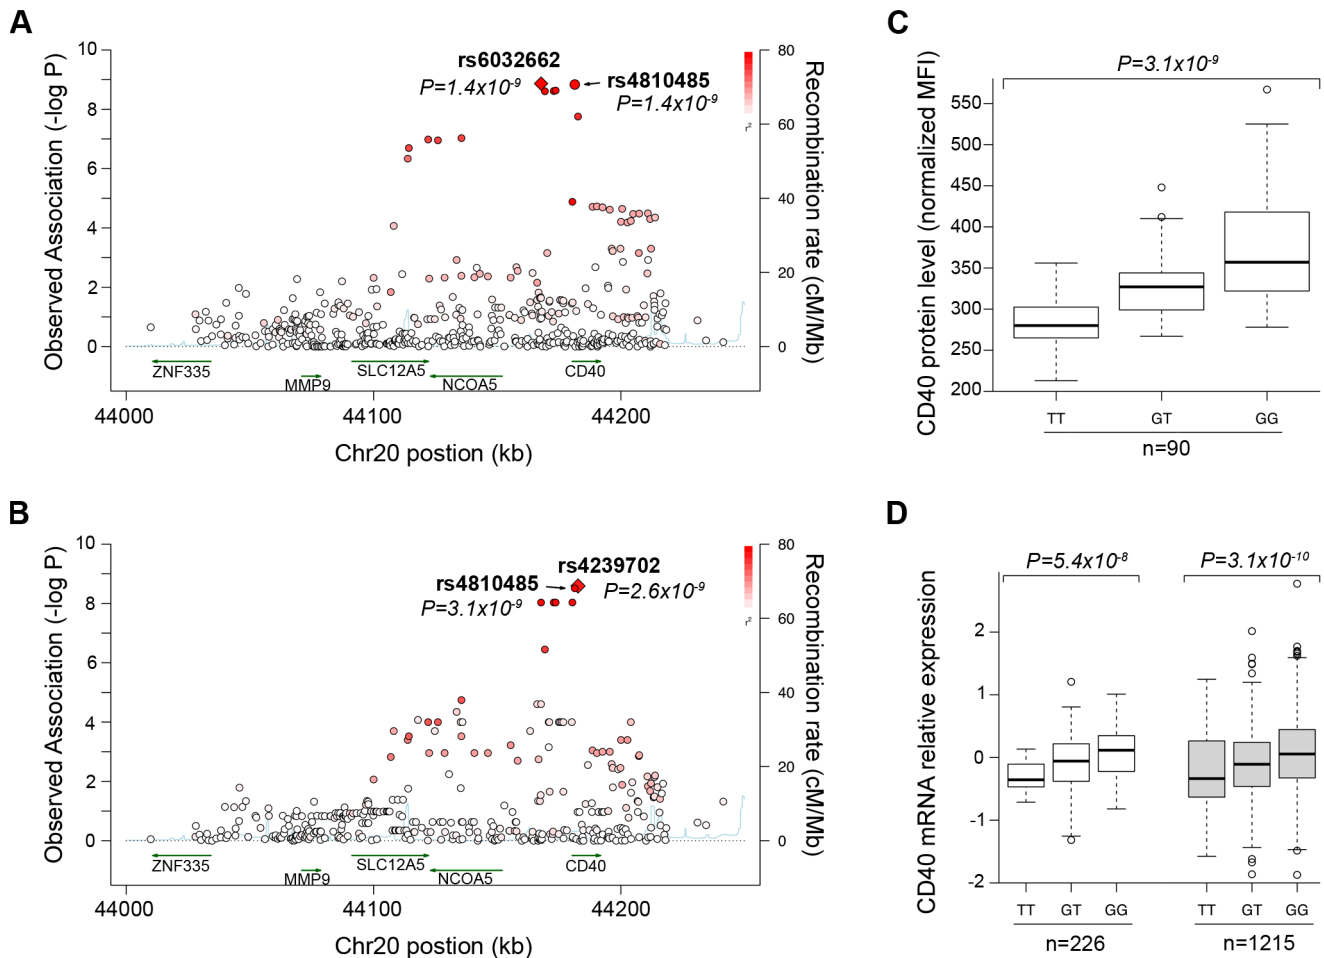 A
Observed Association (-log P)
10
8
6
4
2
0
rs6032662
P=1.4x10⁻⁹
rs4810485
P=1.4x10⁻⁹
r²
80
60
40
20
0
Recombination rate (cM/Mb)
ZNF335
MMP9
SLC12A5
NCOA5
CD40
44000
44100
44200
Chr20 postion (kb)
B
Observed Association (-log P)
10
8
6
4
2
0
rs4239702
P=2.6x10⁻⁹
rs4810485
P=3.1x10⁻⁹
r²
80
60
40
20
0
Recombination rate (cM/Mb)
ZNF335
MMP9
SLC12A5
NCOA5
CD40
44000
44100
44200
Chr20 postion (kb)
C
CD40 protein level (normalized MFI)
P=3.1x10⁻⁹
550
500
450
400
350
300
250
200
TT
GT
GG
n=90
D
CD40 mRNA relative expression
P=5.4x10⁻⁸
P=3.1x10⁻¹⁰
2
1
0
-1
-2
TT
GT
GG
TT
GT
GG
n=226
n=1215